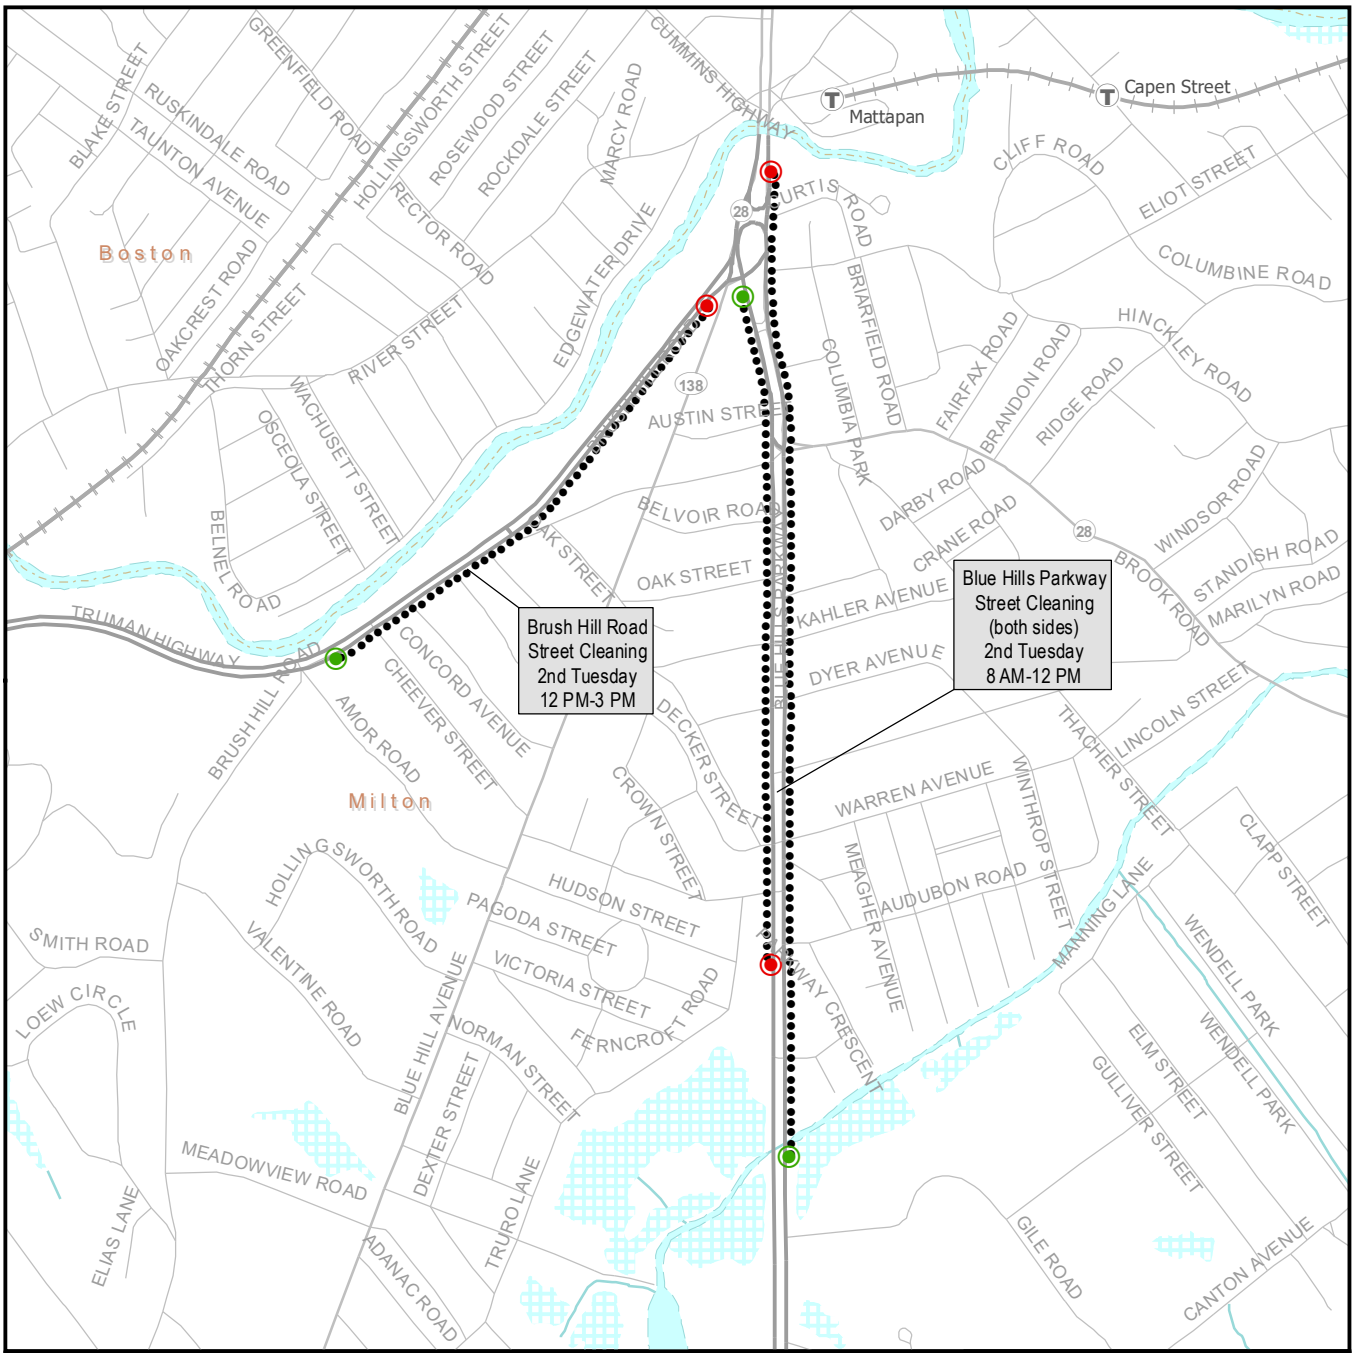 CUMMINS HIGHWAY
GREENFIELD ROAD
HOLLINGSWORTH STREET
ROSEWOOD STREET
ROCKDALE STREET
MARCY ROAD
BLAKE STREET
RUSKINDALE ROAD
TAUNTON AVENUE
T
Mattapan
T
Capen Street
CLIFF ROAD
ELIOT STREET
RECTOR ROAD
28
CURTIS
ROAD
Boston
OAKCREST ROAD
THORN STREET
EDGEWATER DRIVE
RIVER STREET
BRIARFIELD ROAD
COLUMBINE ROAD
HINCKLEY ROAD
138
AUSTIN STREET
COLUMBIA PARK
FAIRFAX ROAD
BRANDON ROAD
RIDGE ROAD
WACHUSETT STREET
OSCEOLA STREET
BELNEL ROAD
BELVOIR ROAD
DARBY ROAD
CRANE ROAD
28
WINDSOR ROAD
STANDISH ROAD
MARILYN ROAD
BROOK ROAD
OAK STREET
OAK STREET
KAHLER AVENUE
BLUE HILLS PARKWAY
Blue Hills Parkway
Street Cleaning
(both sides)
2nd Tuesday
8 AM-12 PM
Brush Hill Road
Street Cleaning
2nd Tuesday
12 PM-3 PM
TRUMAN HIGHWAY
BRUSH HILL ROAD
CONCORD AVENUE
CHEEVER STREET
AMOR ROAD
DYER AVENUE
DECKER STREET
LINCOLN STREET
THACHER STREET
Milton
CROWN STREET
WARREN AVENUE
WINTHROP STREET
MEAGHER AVENUE
AUDUBON ROAD
CLAPP STREET
HOLLINGSWORTH ROAD
HUDSON STREET
PAGODA STREET
VICTORIA STREET
FERNCROFT ROAD
MANNING LANE
SMITH ROAD
VALENTINE ROAD
BLUE HILL AVENUE
PARKWAY CRESCENT
WENDELL PARK
WENDELL PARK
LOEW CIRCLE
NORMAN STREET
DEXTER STREET
ELM STREET
GULLIVER STREET
MEADOWVIEW ROAD
ELIAS LANE
TRURO LANE
ADANAC ROAD
GILE ROAD
CANTON AVENUE